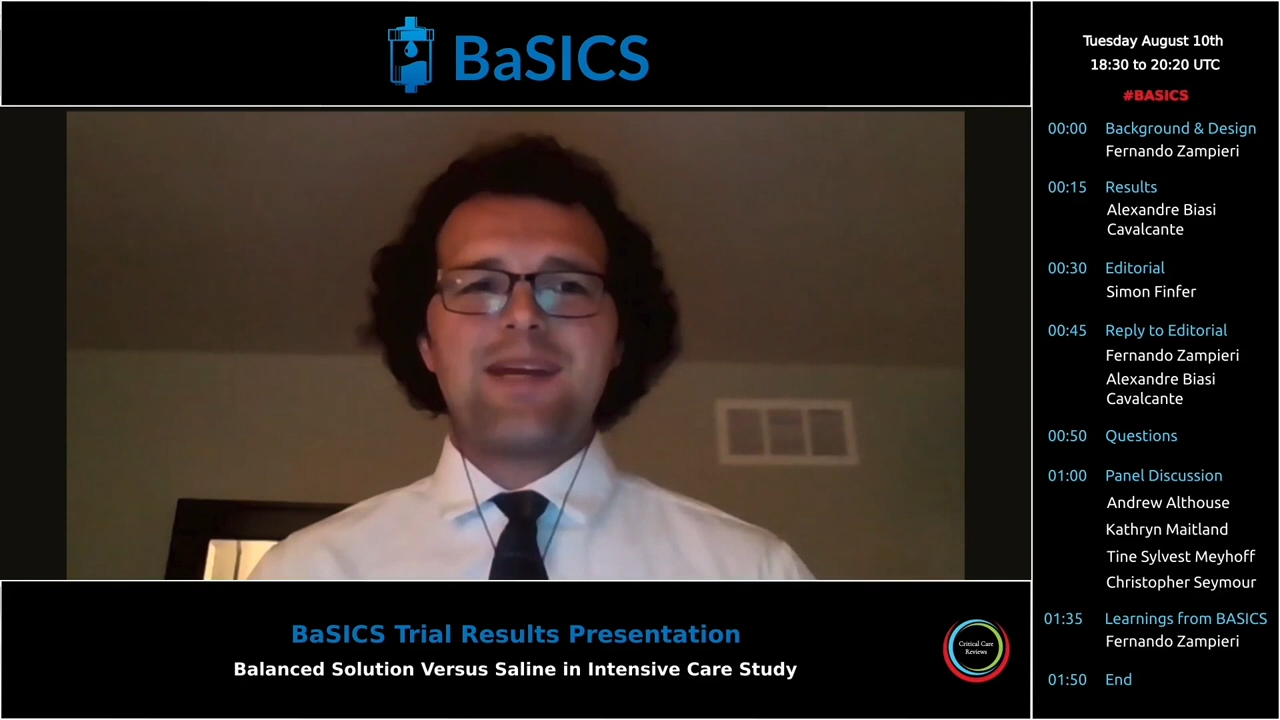 BaSICS
BaSICS Trial Results Presentation
Balanced Solution Versus Saline in Intensive Care Study
Critical Care
Reviews
Tuesday August 10th
18:30 to 20:20 UTC
#BASICS
00:00 Background & Design
Fernando Zampieri
00:15 Results
Alexandre Biasi
Cavalcante
00:30 Editorial
Simon Finfer
00:45 Reply to Editorial
Fernando Zampieri
Alexandre Biasi
Cavalcante
00:50 Questions
01:00 Panel Discussion
Andrew Althouse
Kathryn Maitland
Tine Sylvest Meyhoff
Christopher Seymour
01:35 Learnings from BASICS
Fernando Zampieri
01:50 End